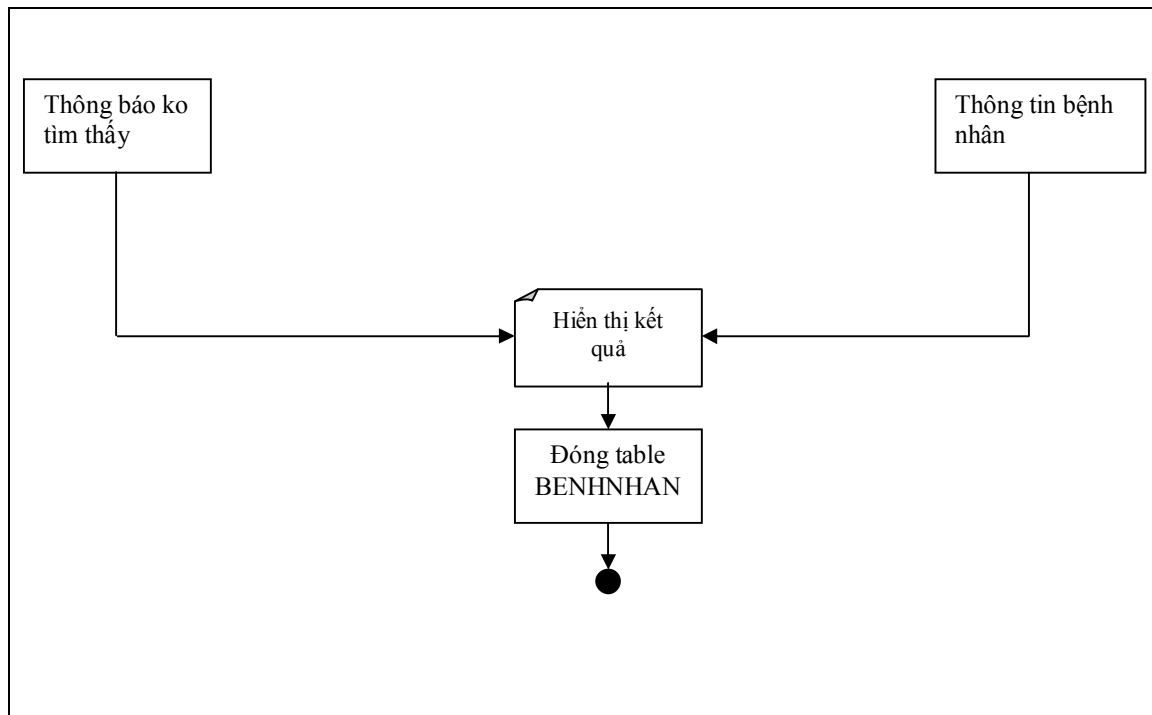 Thông báo ko
tìm thấy
Thông tin bệnh
nhân
Hiển thị kết
quả
Đóng table
BENHNHAN